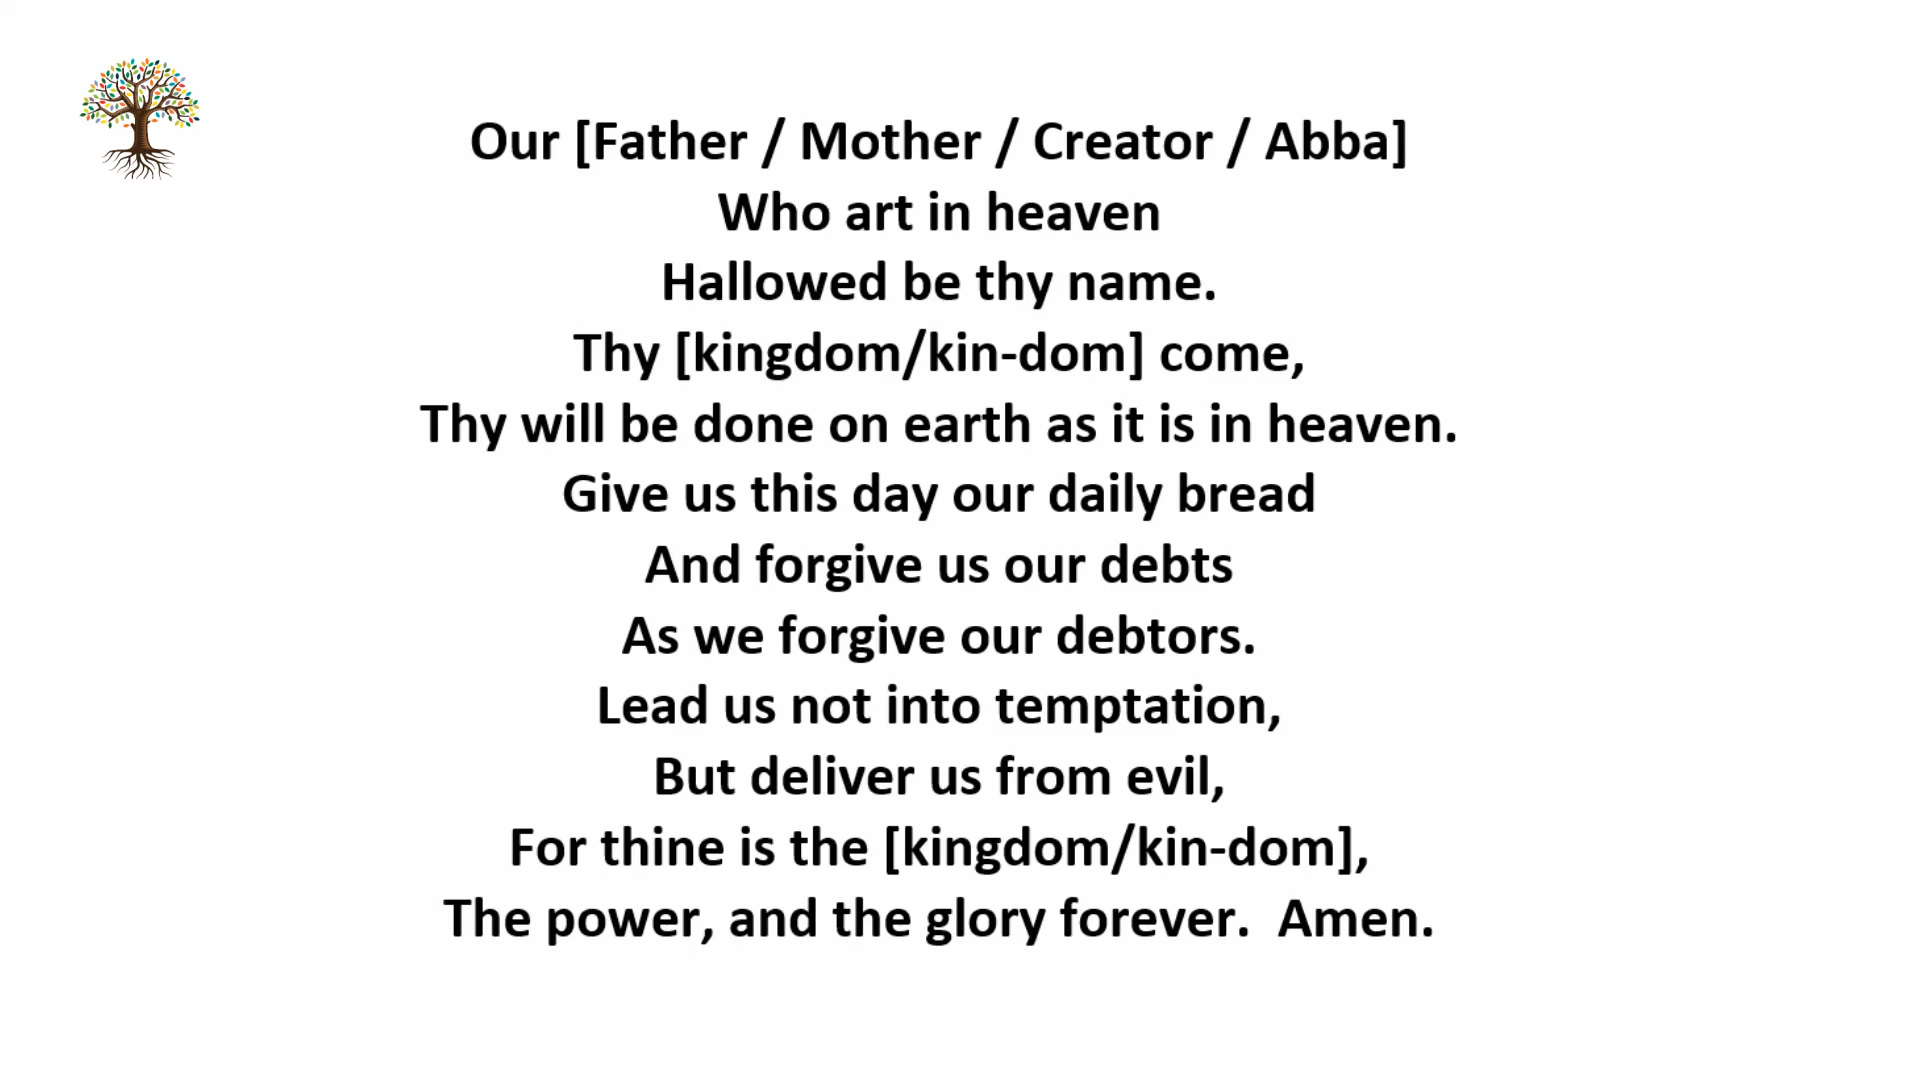 Our [Father / Mother / Creator / Abba]
Who art in heaven
Hallowed be thy name.
Thy [kingdom/kin-dom] come,
Thy will be done on earth as it is in heaven.
Give us this day our daily bread
And forgive us our debts
As we forgive our debtors.
Lead us not into temptation,
But deliver us from evil,
For thine is the [kingdom/kin-dom],
The power, and the glory forever.  Amen.